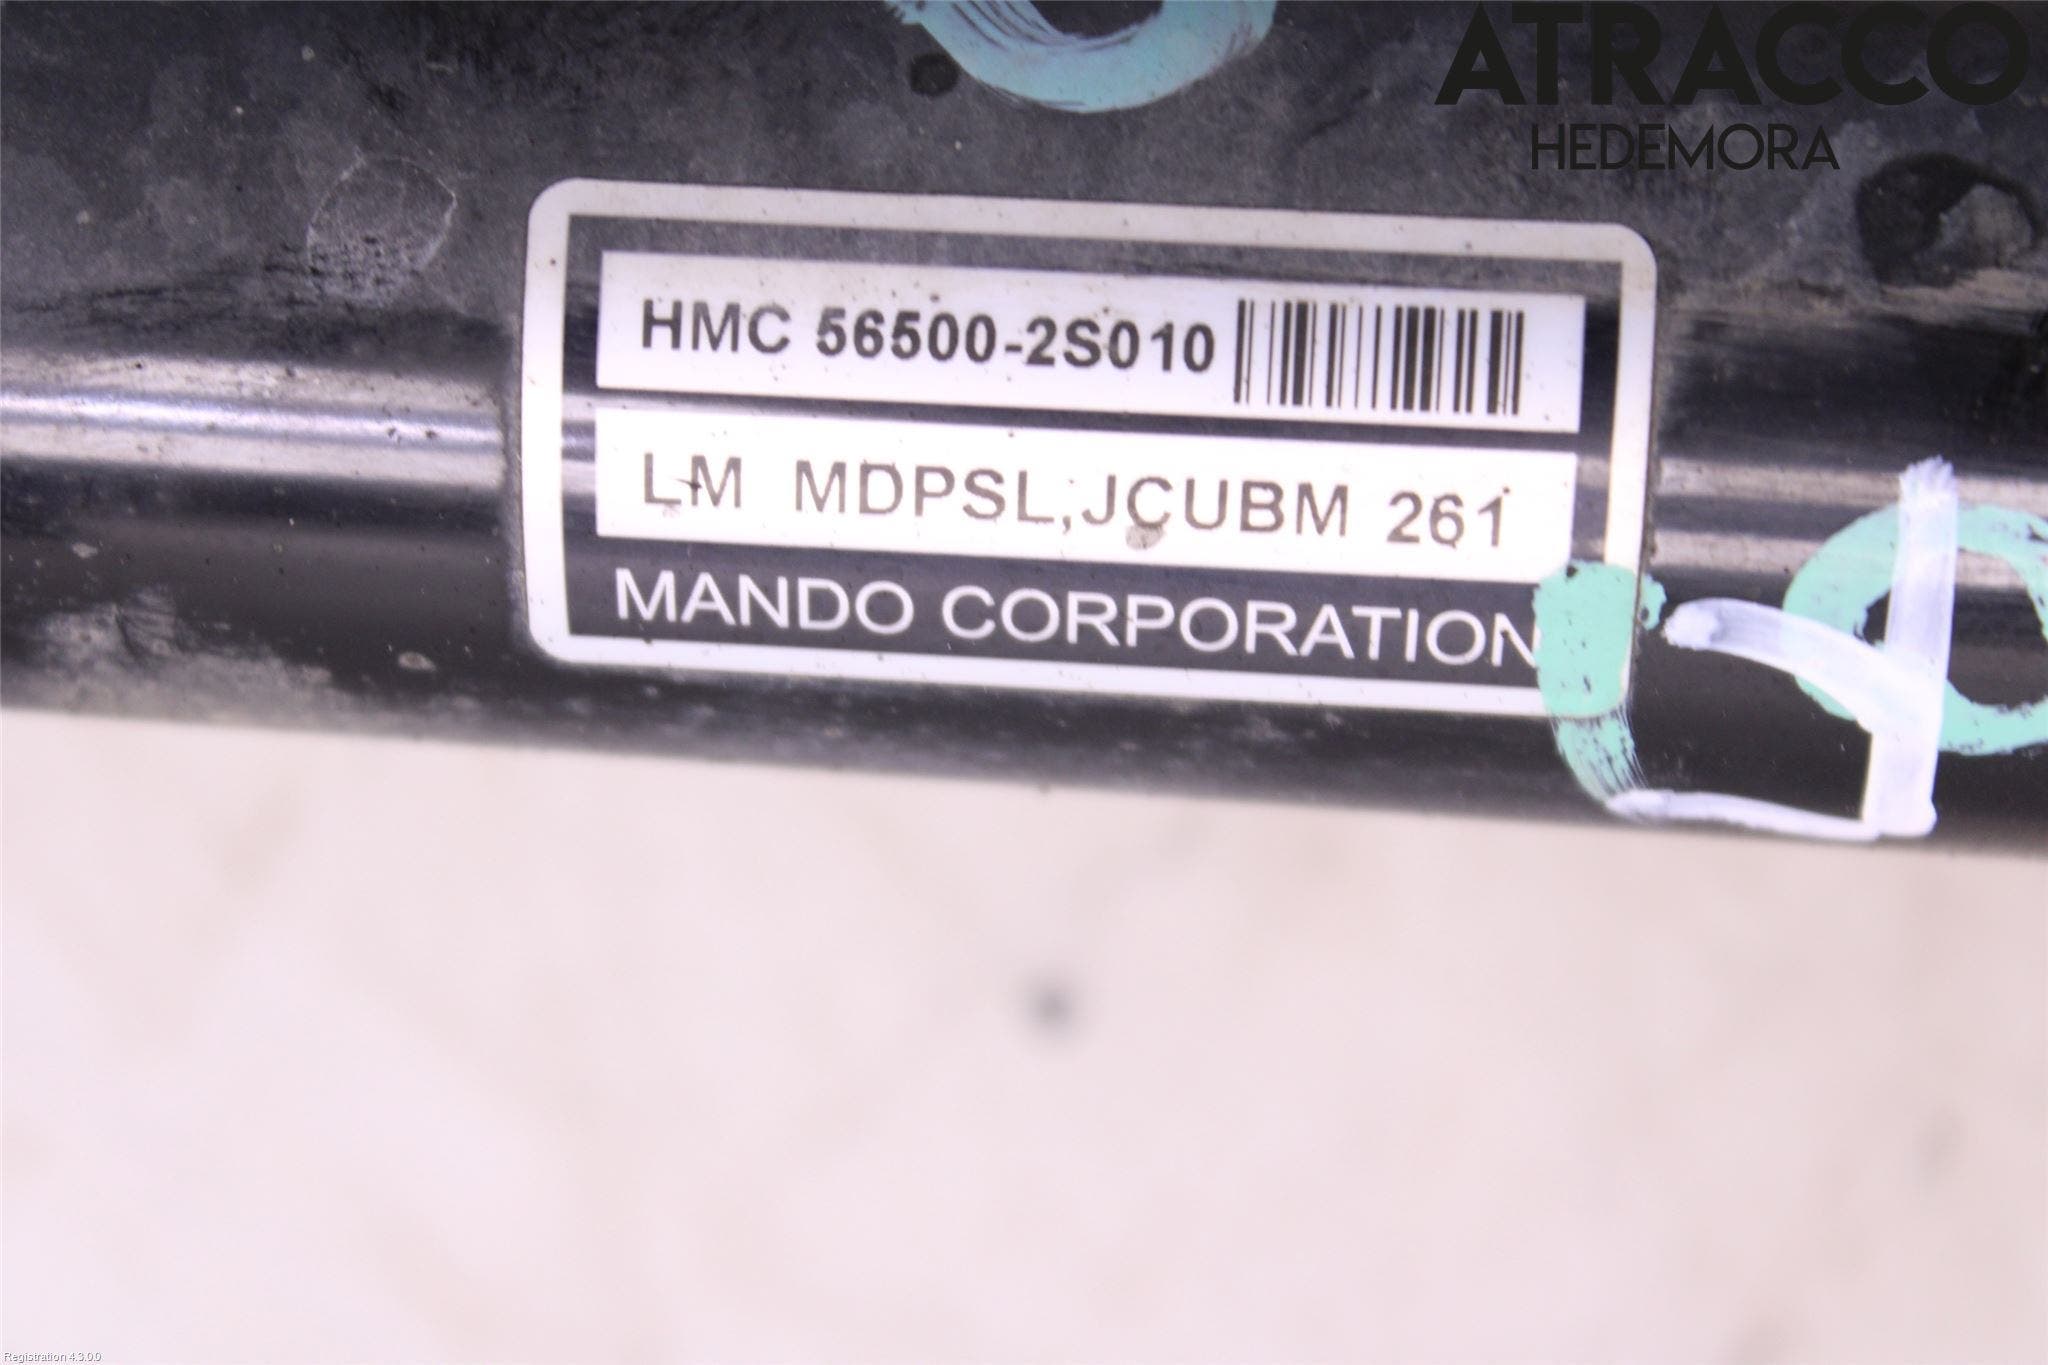 ATRACCO
HEDEMORA
HMC 56500-2S010
LM MDPSL,JCUBM 261
MANDO CORPORATION
Registration 4.3.0.0